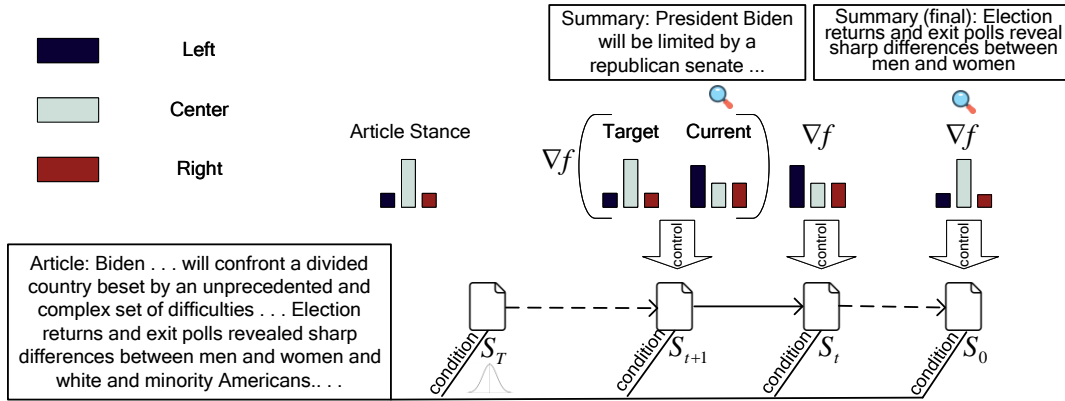 Left
Center
Right
Article Stance
Summary: President Biden
will be limited by a
republican senate ...
Summary (final): Election
returns and exit polls reveal
sharp differences between
men and women
∇f
Target
Current
∇f
∇f
control
control
control
Article: Biden . . . will confront a divided
country beset by an unprecedented and
complex set of difficulties . . . Election
returns and exit polls revealed sharp
differences between men and women and
white and minority Americans.. . .
condition
S_T
condition
S_{t+1}
condition
S_t
condition
S_0